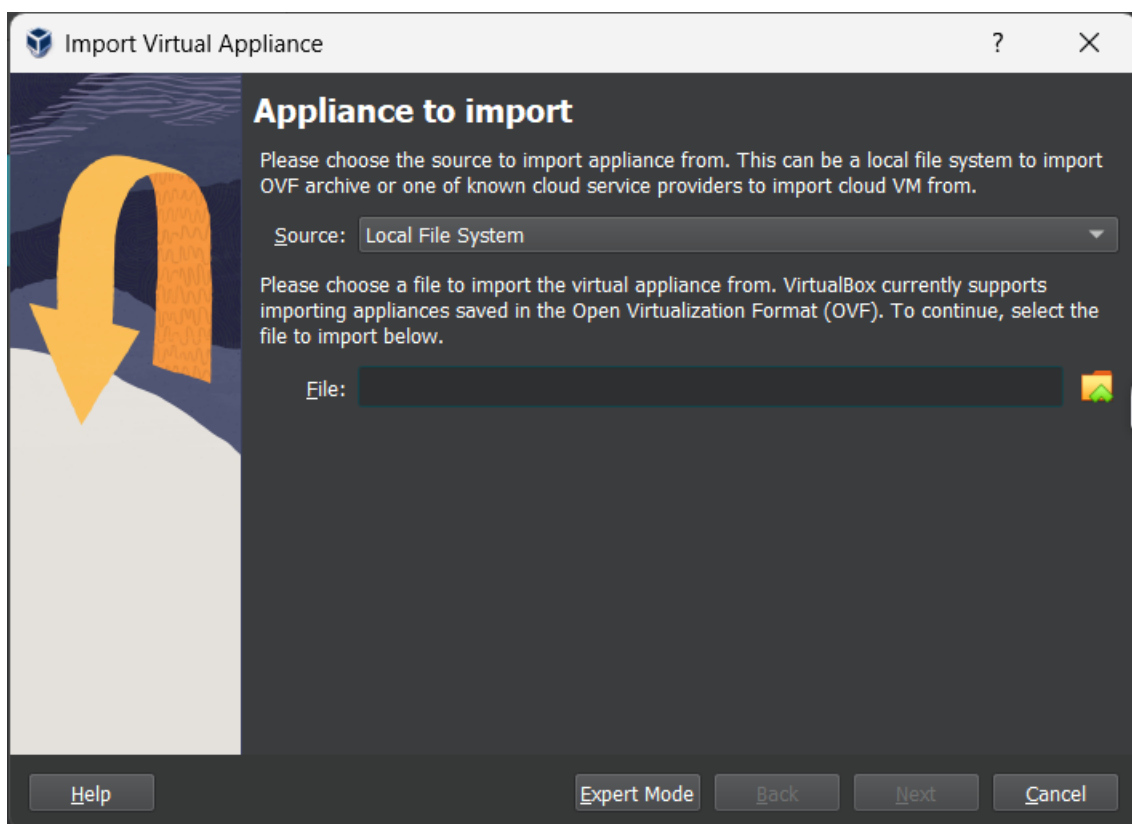 Import Virtual Appliance
?
Appliance to import
Please choose the source to import appliance from. This can be a local file system to import
OVF archive or one of known cloud service providers to import cloud VM from.
Source: Local File System
Please choose a file to import the virtual appliance from. VirtualBox currently supports
importing appliances saved in the Open Virtualization Format (OVF). To continue, select the
file to import below.
File:
Help Expert Mode Back Next Cancel